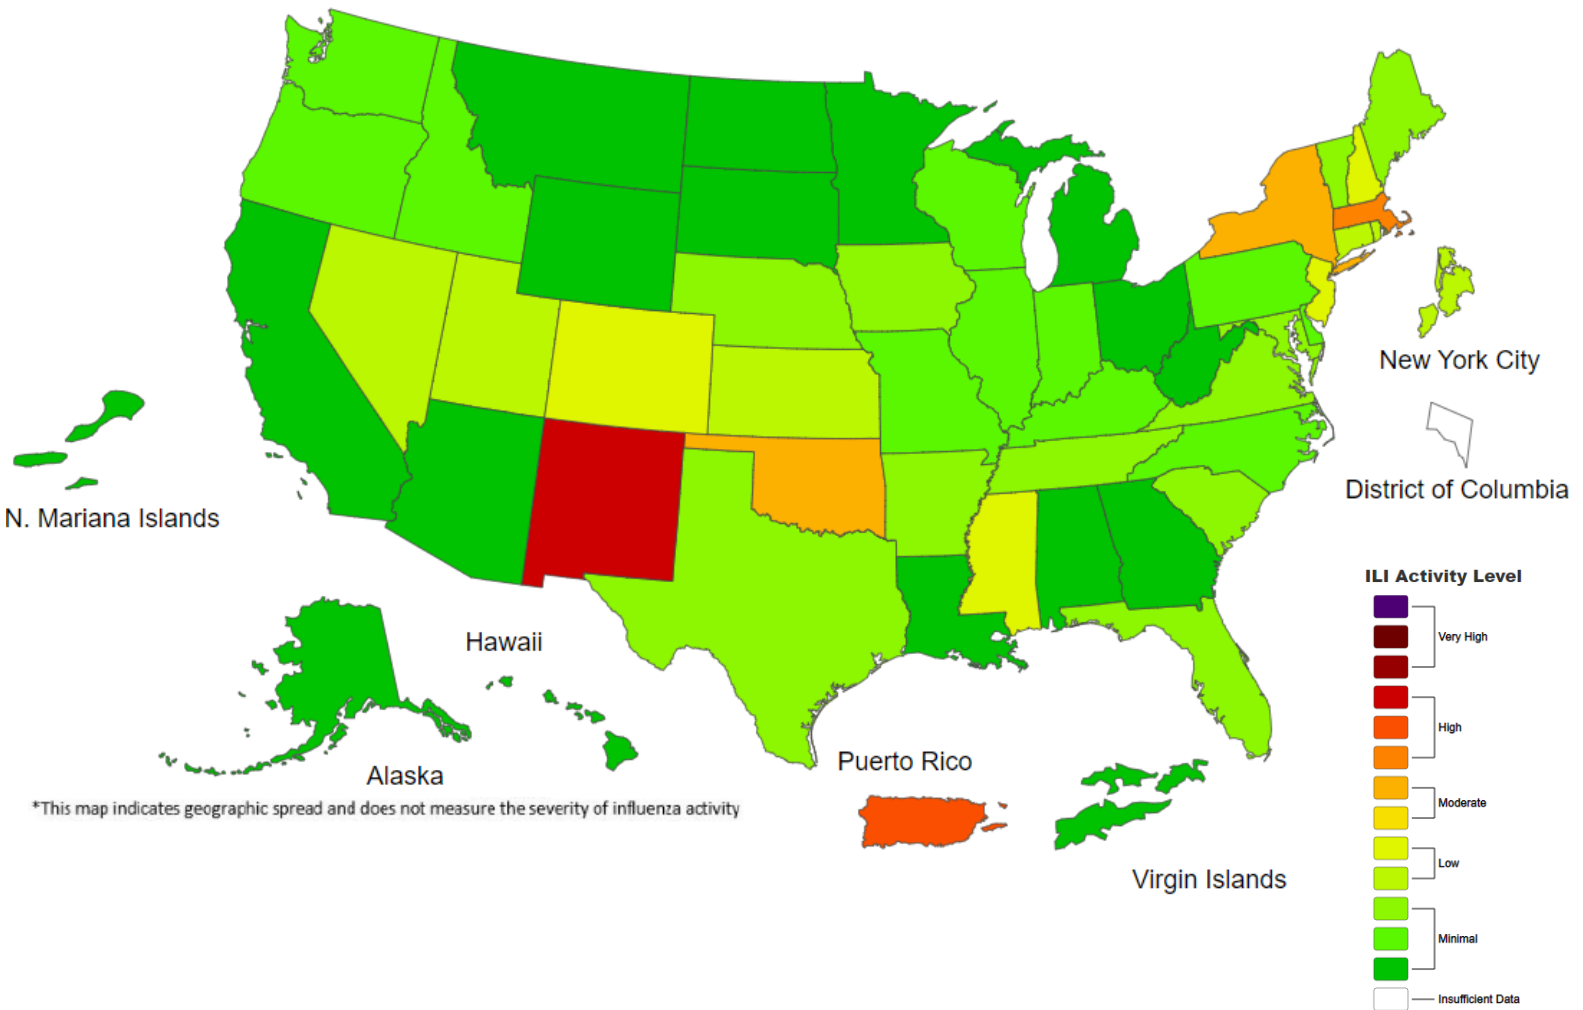 New York City
District of Columbia
N. Mariana Islands
ILI Activity Level
Very High
Hawaii
High
Puerto Rico
Alaska
*This map indicates geographic spread and does not measure the severity of influenza activity
Moderate
Low
Virgin Islands
Minimal
Insufficient Data